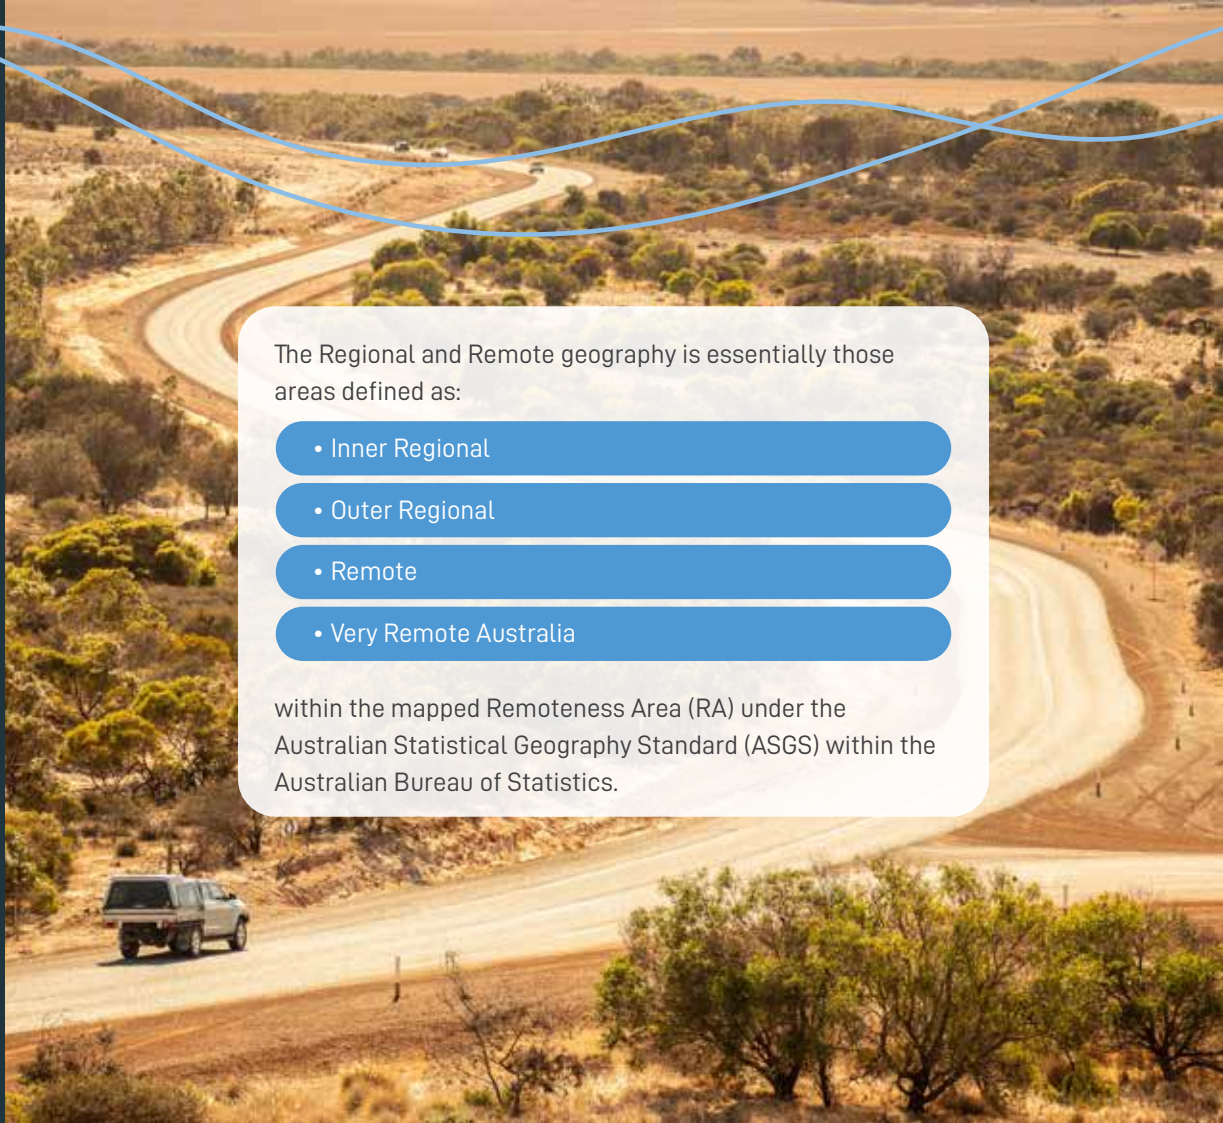 The Regional and Remote geography is essentially those
areas defined as:
• Inner Regional
• Outer Regional
• Remote
• Very Remote Australia
within the mapped Remoteness Area (RA) under the
Australian Statistical Geography Standard (ASGS) within the
Australian Bureau of Statistics.